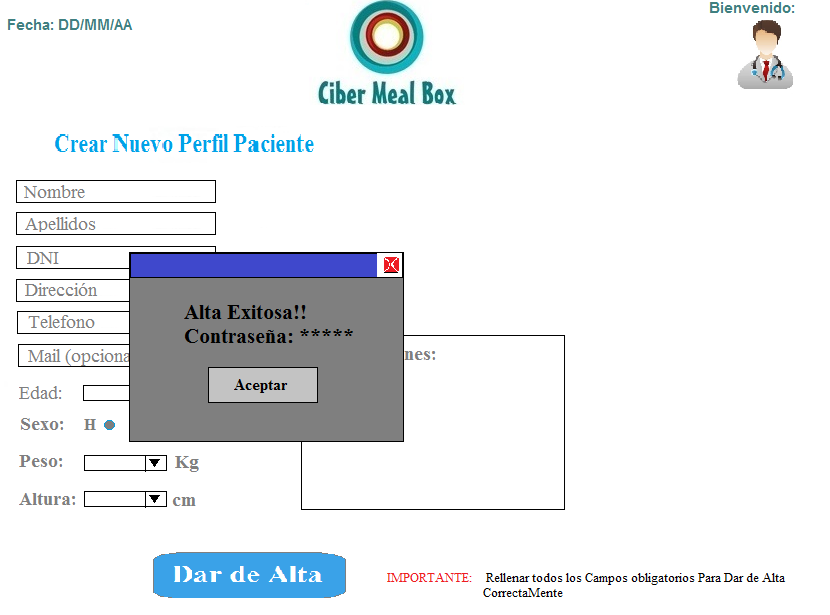 Fecha: DD/MM/AA
Bienvenido:
Ciber Meal Box
Crear Nuevo Perfil Paciente
Nombre
Apellidos
DNI
Dirección
Telefono
Mail (opciona
Alta Exitosa!!
Contraseña: *****
Aceptar
nes:
Edad:
Sexo: H
Peso: Kg
Altura: cm
Dar de Alta
IMPORTANTE: Rellenar todos los Campos obligatorios Para Dar de Alta
CorrectaMente